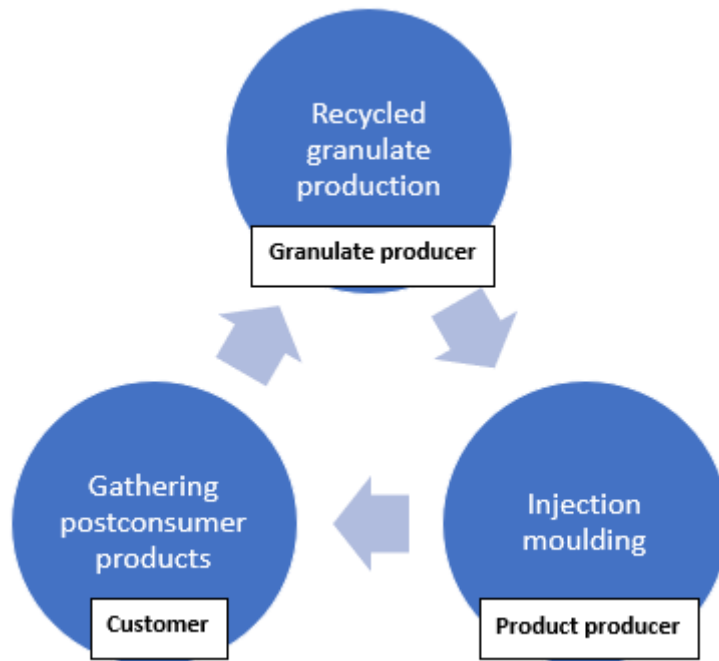 Recycled
granulate
production
Granulate producer
Gathering
postconsumer
products
Customer
Injection
moulding
Product producer